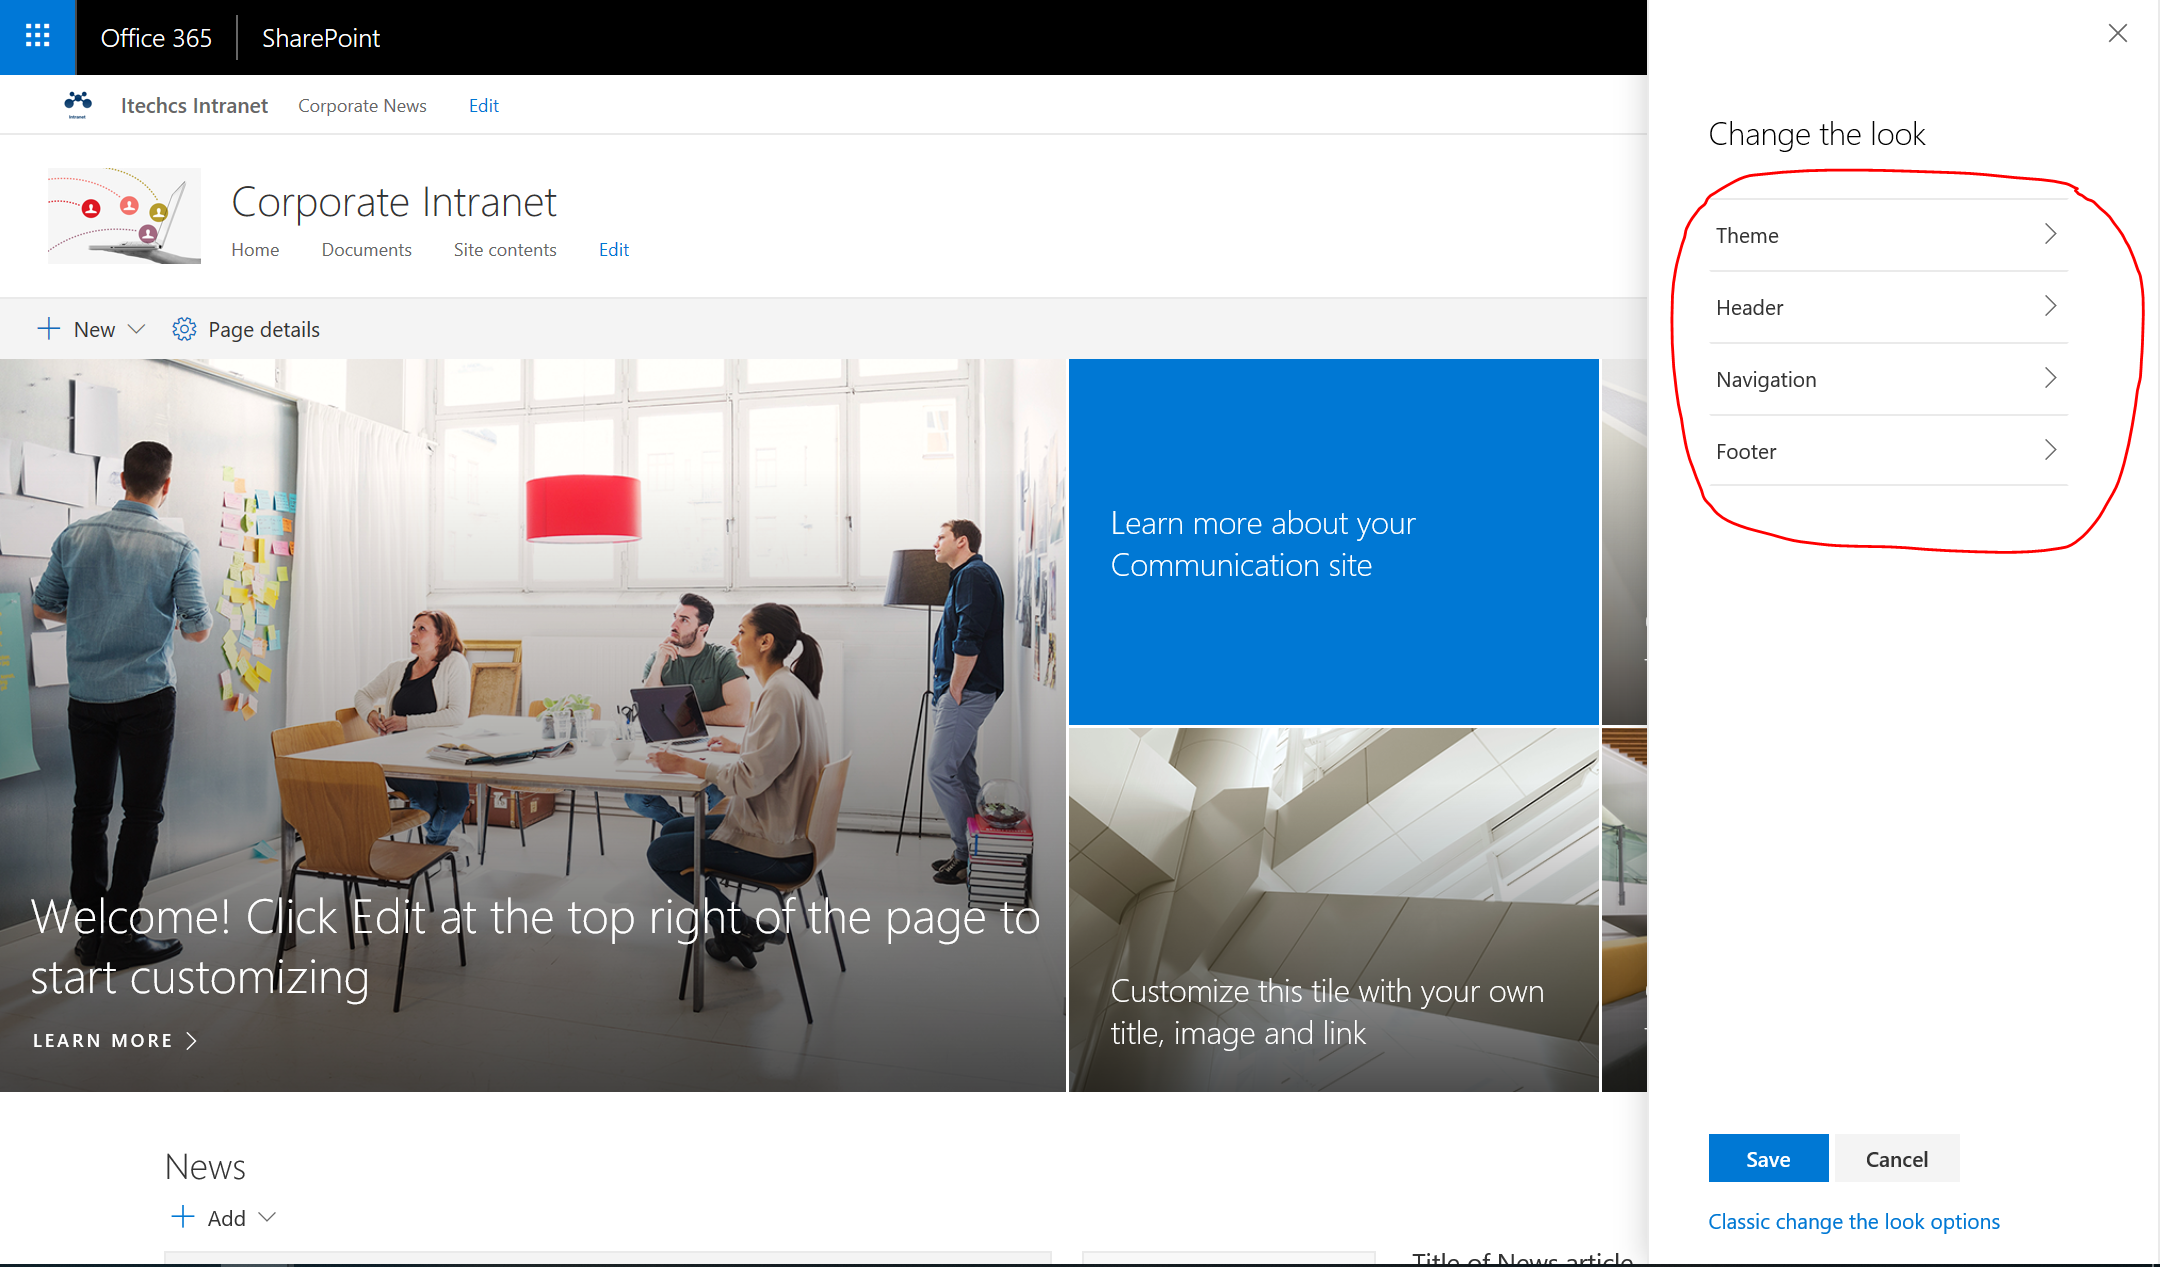 Office 365
SharePoint
Intranet
Itechcs Intranet
Corporate News
Edit
Corporate Intranet
Home
Documents
Site contents
Edit
New
Page details
Welcome! Click Edit at the top right of the page to
start customizing
LEARN MORE
Learn more about your
Communication site
Customize this tile with your own
title, image and link
News
Add
Title of News article
Change the look
Theme
Header
Navigation
Footer
Save
Cancel
Classic change the look options